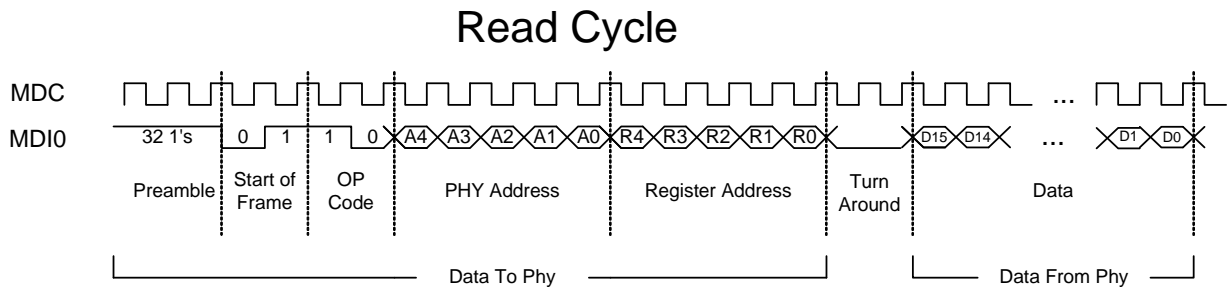 Read Cycle
MDC ...
MDI0 32 1's 0 1 1 0 A4 A3 A2 A1 A0 R4 R3 R2 R1 R0 D15 D14 ... D1 D0
Preamble Start of Frame OP Code PHY Address Register Address Turn Around Data
Data To Phy Data From Phy